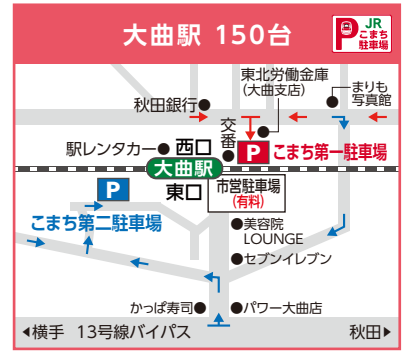 大曲駅 150台
P
JR
こまち
駐車場
東北労働金庫
(大曲支店)
まりも
写真館
秋田銀行
交番
駅レンタカー
西口
P
こまち第一駐車場
大曲駅
東口
市営駐車場
(有料)
P
こまち第二駐車場
美容院
LOUNGE
セブンイレブン
かっぱ寿司
パワー大曲店
◀横手 13号線バイパス
秋田▶